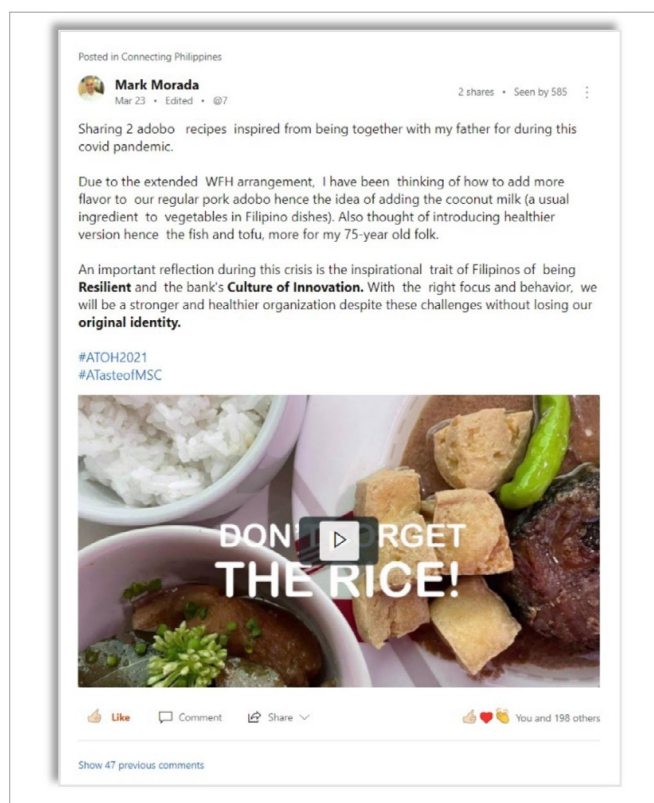 Posted in Connecting Philippines
Mark Morada
Mar 23 • Edited • @7
2 shares • Seen by 585
Sharing 2 adobo recipes inspired from being together with my father for during this
covid pandemic.
Due to the extended WFH arrangement, I have been thinking of how to add more
flavor to our regular pork adobo hence the idea of adding the coconut milk (a usual
ingredient to vegetables in Filipino dishes). Also thought of introducing healthier
version hence the fish and tofu, more for my 75-year old folk.
An important reflection during this crisis is the inspirational trait of Filipinos of being
Resilient and the bank's Culture of Innovation. With the right focus and behavior, we
will be a stronger and healthier organization despite these challenges without losing our
original identity.
#ATOH2021
#ATasteofMSC
DON'T FORGET
THE RICE!
Like Comment Share You and 198 others
Show 47 previous comments